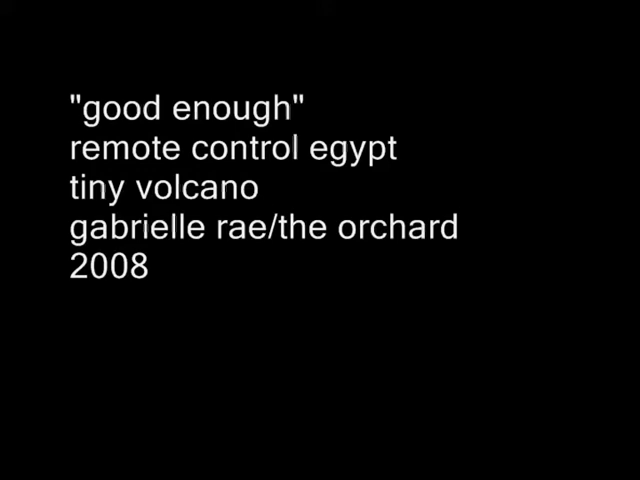 "good enough"
remote control egypt
tiny volcano
gabrielle rae/the orchard
2008